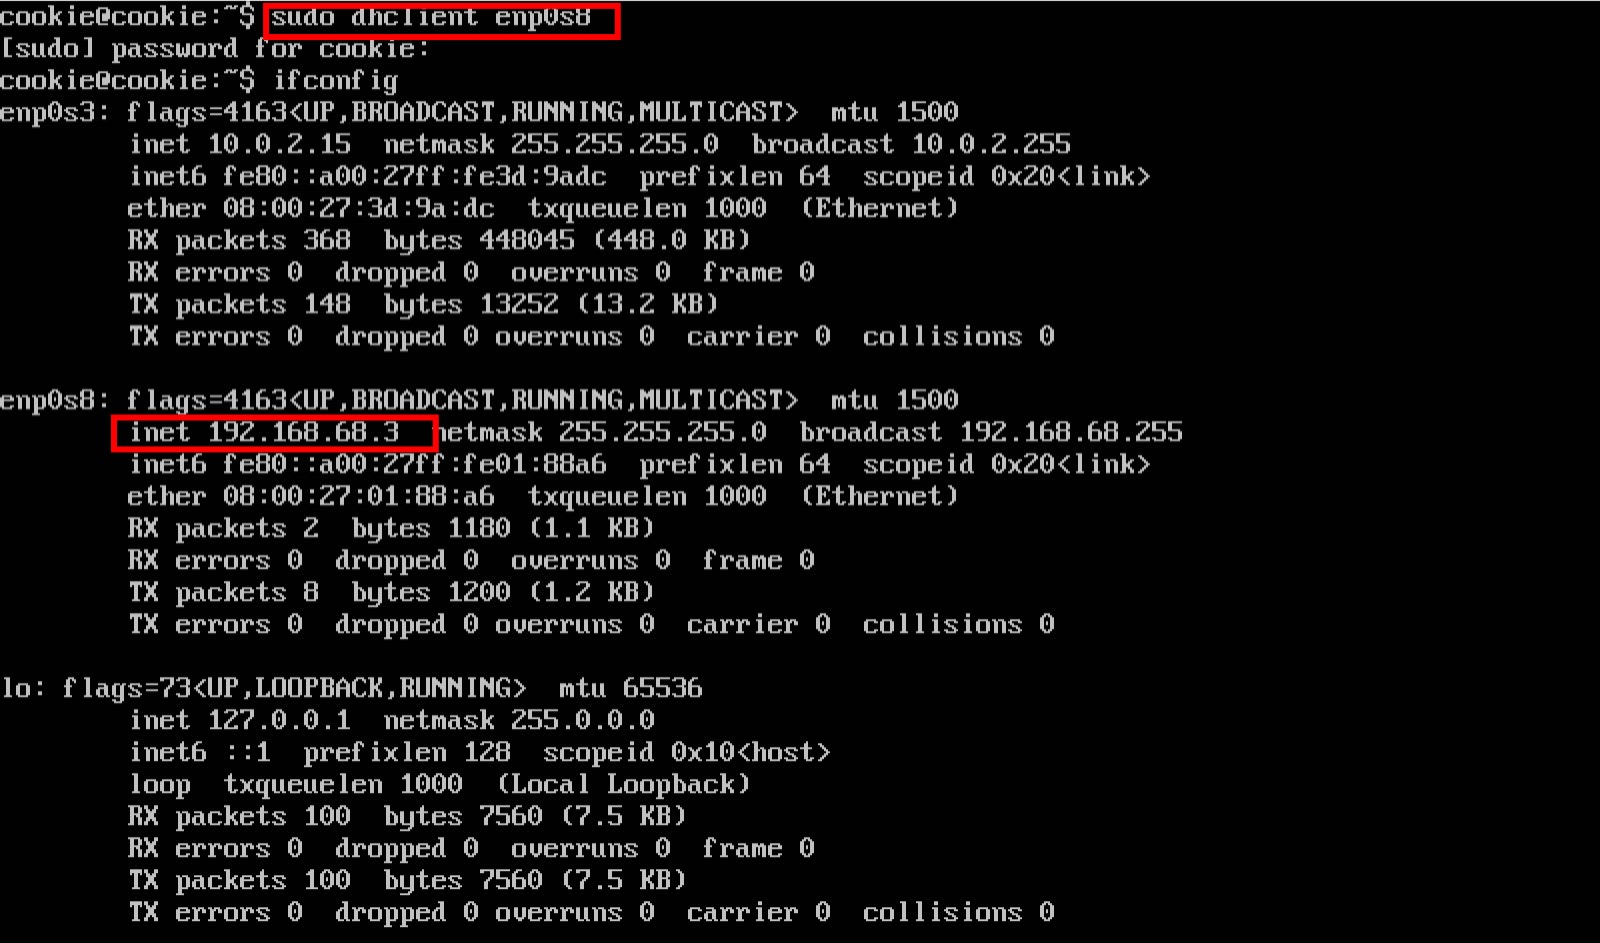 cookie@cookie:~$ sudo dhclient enp0s8
[sudo] password for cookie:
cookie@cookie:~$ ifconfig
enp0s3: flags=4163<UP,BROADCAST,RUNNING,MULTICAST>  mtu 1500
        inet 10.0.2.15  netmask 255.255.255.0  broadcast 10.0.2.255
        inet6 fe80::a00:27ff:fe3d:9adc  prefixlen 64  scopeid 0x20<link>
        ether 08:00:27:3d:9a:dc  txqueuelen 1000  (Ethernet)
        RX packets 368  bytes 448045 (448.0 KB)
        RX errors 0  dropped 0  overruns 0  frame 0
        TX packets 148  bytes 13252 (13.2 KB)
        TX errors 0  dropped 0 overruns 0  carrier 0  collisions 0

enp0s8: flags=4163<UP,BROADCAST,RUNNING,MULTICAST>  mtu 1500
        inet 192.168.68.3  netmask 255.255.255.0  broadcast 192.168.68.255
        inet6 fe80::a00:27ff:fe01:88a6  prefixlen 64  scopeid 0x20<link>
        ether 08:00:27:01:88:a6  txqueuelen 1000  (Ethernet)
        RX packets 2  bytes 1180 (1.1 KB)
        RX errors 0  dropped 0  overruns 0  frame 0
        TX packets 8  bytes 1200 (1.2 KB)
        TX errors 0  dropped 0 overruns 0  carrier 0  collisions 0

lo: flags=73<UP,LOOPBACK,RUNNING>  mtu 65536
        inet 127.0.0.1  netmask 255.0.0.0
        inet6 ::1  prefixlen 128  scopeid 0x10<host>
        loop  txqueuelen 1000  (Local Loopback)
        RX packets 100  bytes 7560 (7.5 KB)
        RX errors 0  dropped 0  overruns 0  frame 0
        TX packets 100  bytes 7560 (7.5 KB)
        TX errors 0  dropped 0 overruns 0  carrier 0  collisions 0